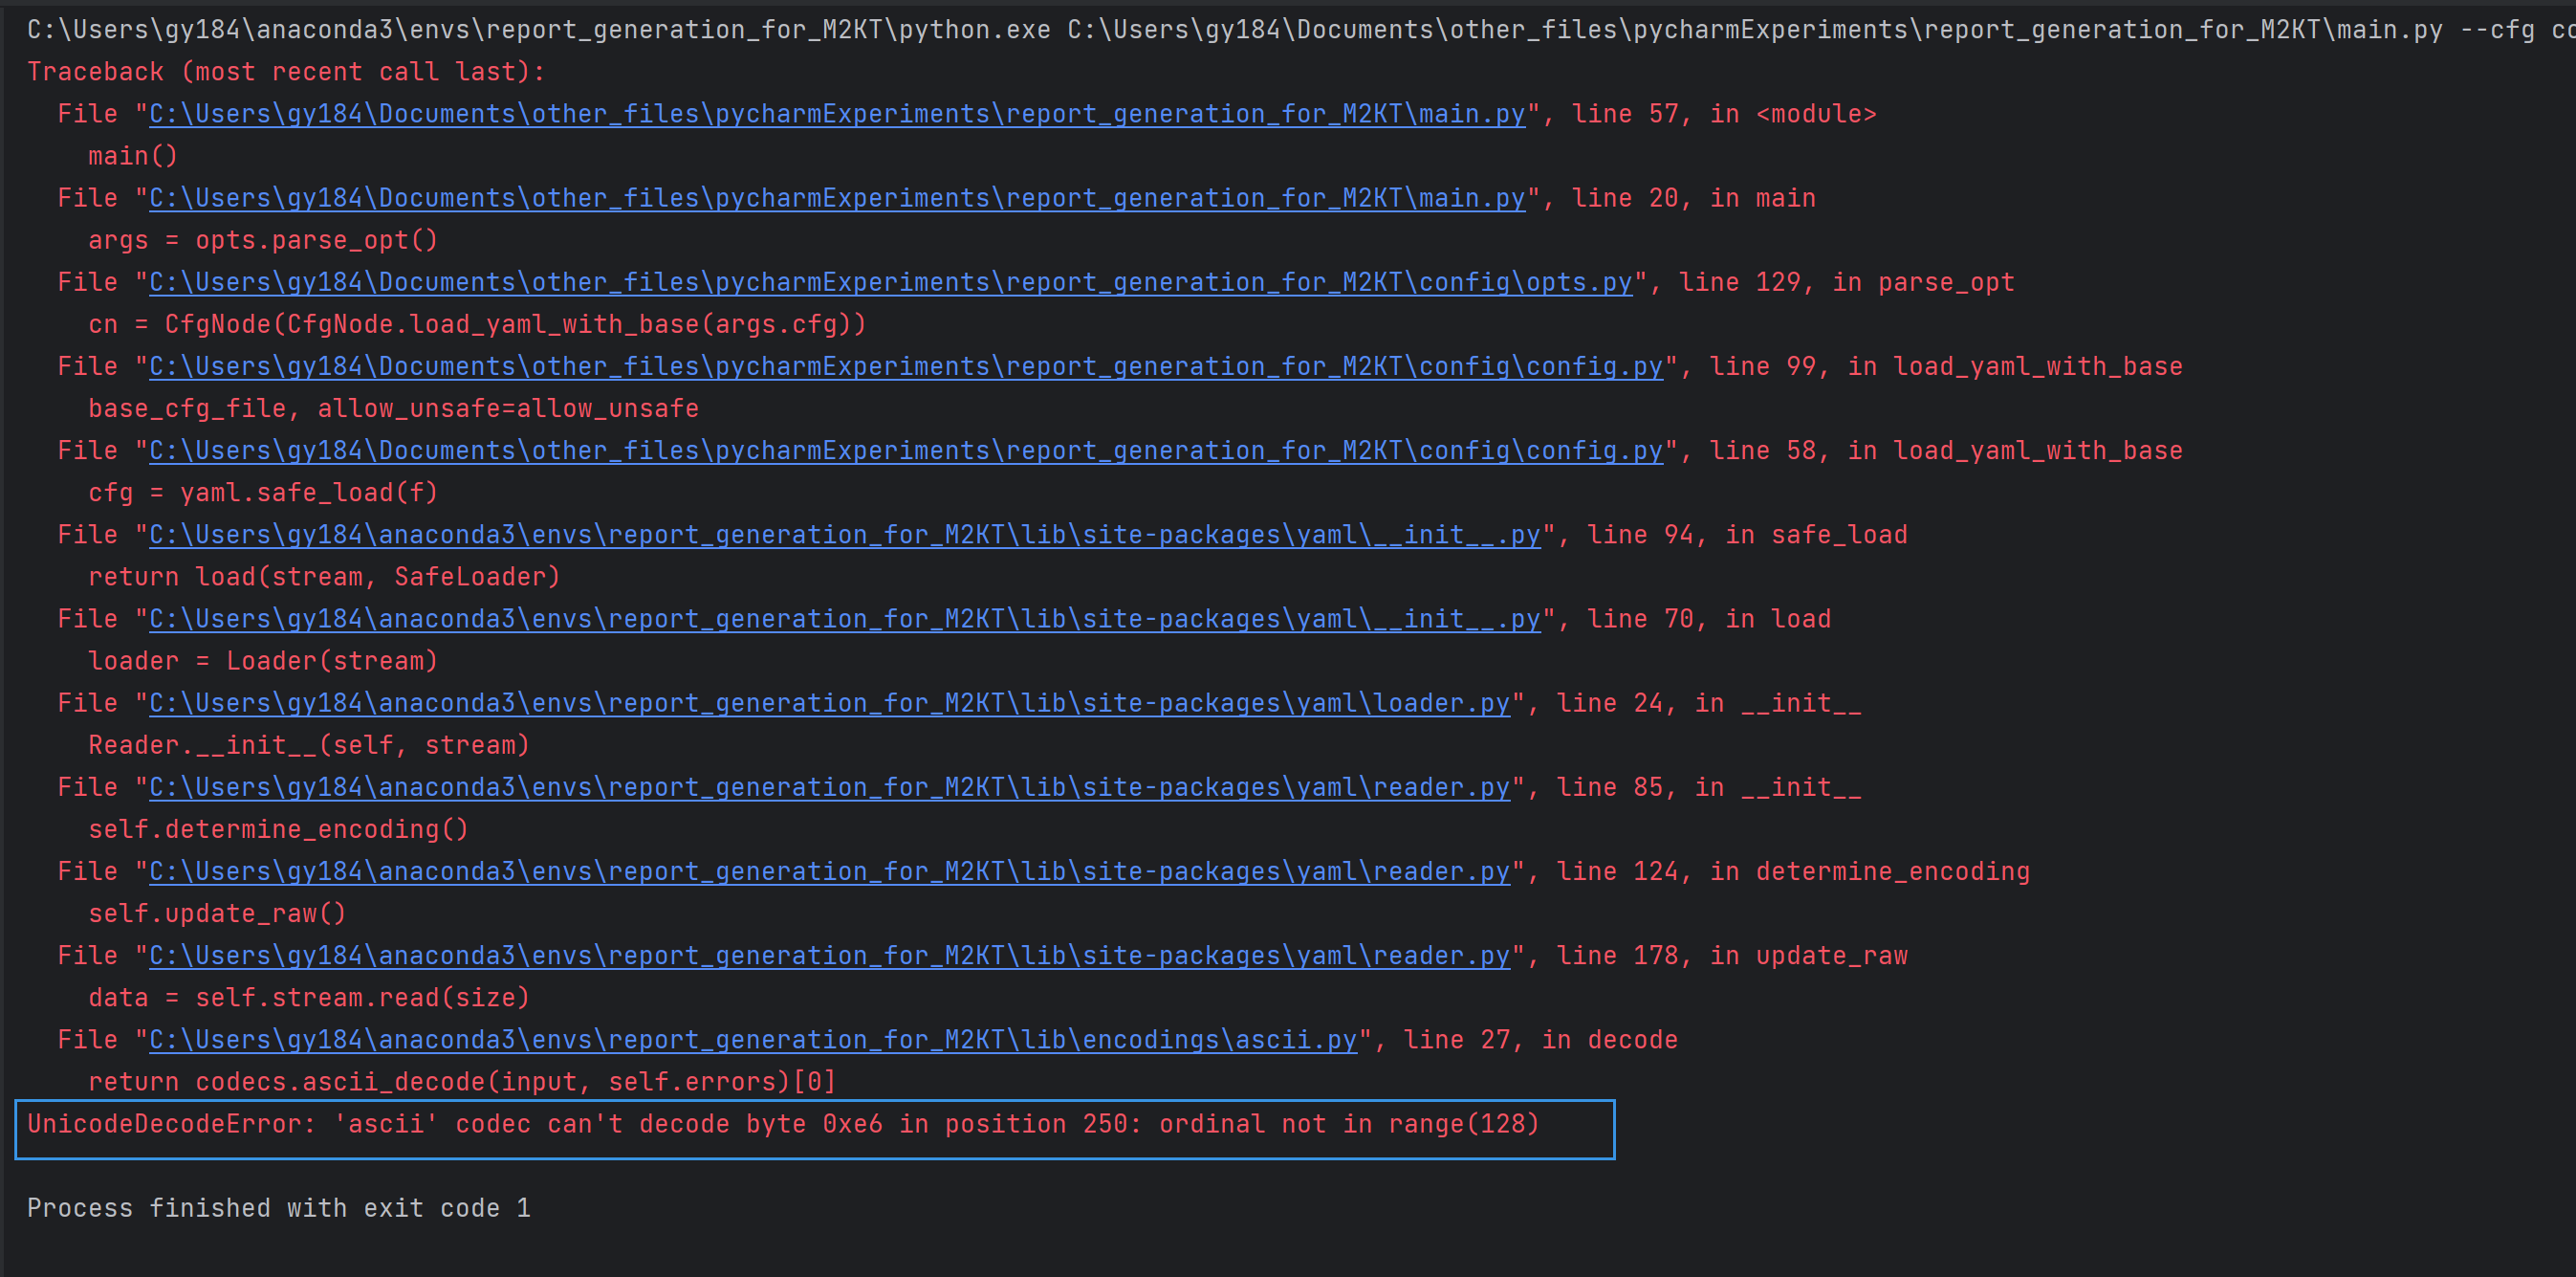 C:\Users\gy184\anaconda3\envs\report_generation_for_M2KT\python.exe C:\Users\gy184\Documents\other_files\pycharmExperiments\report_generation_for_M2KT\main.py --cfg co
Traceback (most recent call last):
  File "C:\Users\gy184\Documents\other_files\pycharmExperiments\report_generation_for_M2KT\main.py", line 57, in <module>
    main()
  File "C:\Users\gy184\Documents\other_files\pycharmExperiments\report_generation_for_M2KT\main.py", line 20, in main
    args = opts.parse_opt()
  File "C:\Users\gy184\Documents\other_files\pycharmExperiments\report_generation_for_M2KT\config\opts.py", line 129, in parse_opt
    cn = CfgNode(CfgNode.load_yaml_with_base(args.cfg))
  File "C:\Users\gy184\Documents\other_files\pycharmExperiments\report_generation_for_M2KT\config\config.py", line 99, in load_yaml_with_base
    base_cfg_file, allow_unsafe=allow_unsafe
  File "C:\Users\gy184\Documents\other_files\pycharmExperiments\report_generation_for_M2KT\config\config.py", line 58, in load_yaml_with_base
    cfg = yaml.safe_load(f)
  File "C:\Users\gy184\anaconda3\envs\report_generation_for_M2KT\lib\site-packages\yaml\__init__.py", line 94, in safe_load
    return load(stream, SafeLoader)
  File "C:\Users\gy184\anaconda3\envs\report_generation_for_M2KT\lib\site-packages\yaml\__init__.py", line 70, in load
    loader = Loader(stream)
  File "C:\Users\gy184\anaconda3\envs\report_generation_for_M2KT\lib\site-packages\yaml\loader.py", line 24, in __init__
    Reader.__init__(self, stream)
  File "C:\Users\gy184\anaconda3\envs\report_generation_for_M2KT\lib\site-packages\yaml\reader.py", line 85, in __init__
    self.determine_encoding()
  File "C:\Users\gy184\anaconda3\envs\report_generation_for_M2KT\lib\site-packages\yaml\reader.py", line 124, in determine_encoding
    self.update_raw()
  File "C:\Users\gy184\anaconda3\envs\report_generation_for_M2KT\lib\site-packages\yaml\reader.py", line 178, in update_raw
    data = self.stream.read(size)
  File "C:\Users\gy184\anaconda3\envs\report_generation_for_M2KT\lib\encodings\ascii.py", line 27, in decode
    return codecs.ascii_decode(input, self.errors)[0]
UnicodeDecodeError: 'ascii' codec can't decode byte 0xe6 in position 250: ordinal not in range(128)
Process finished with exit code 1